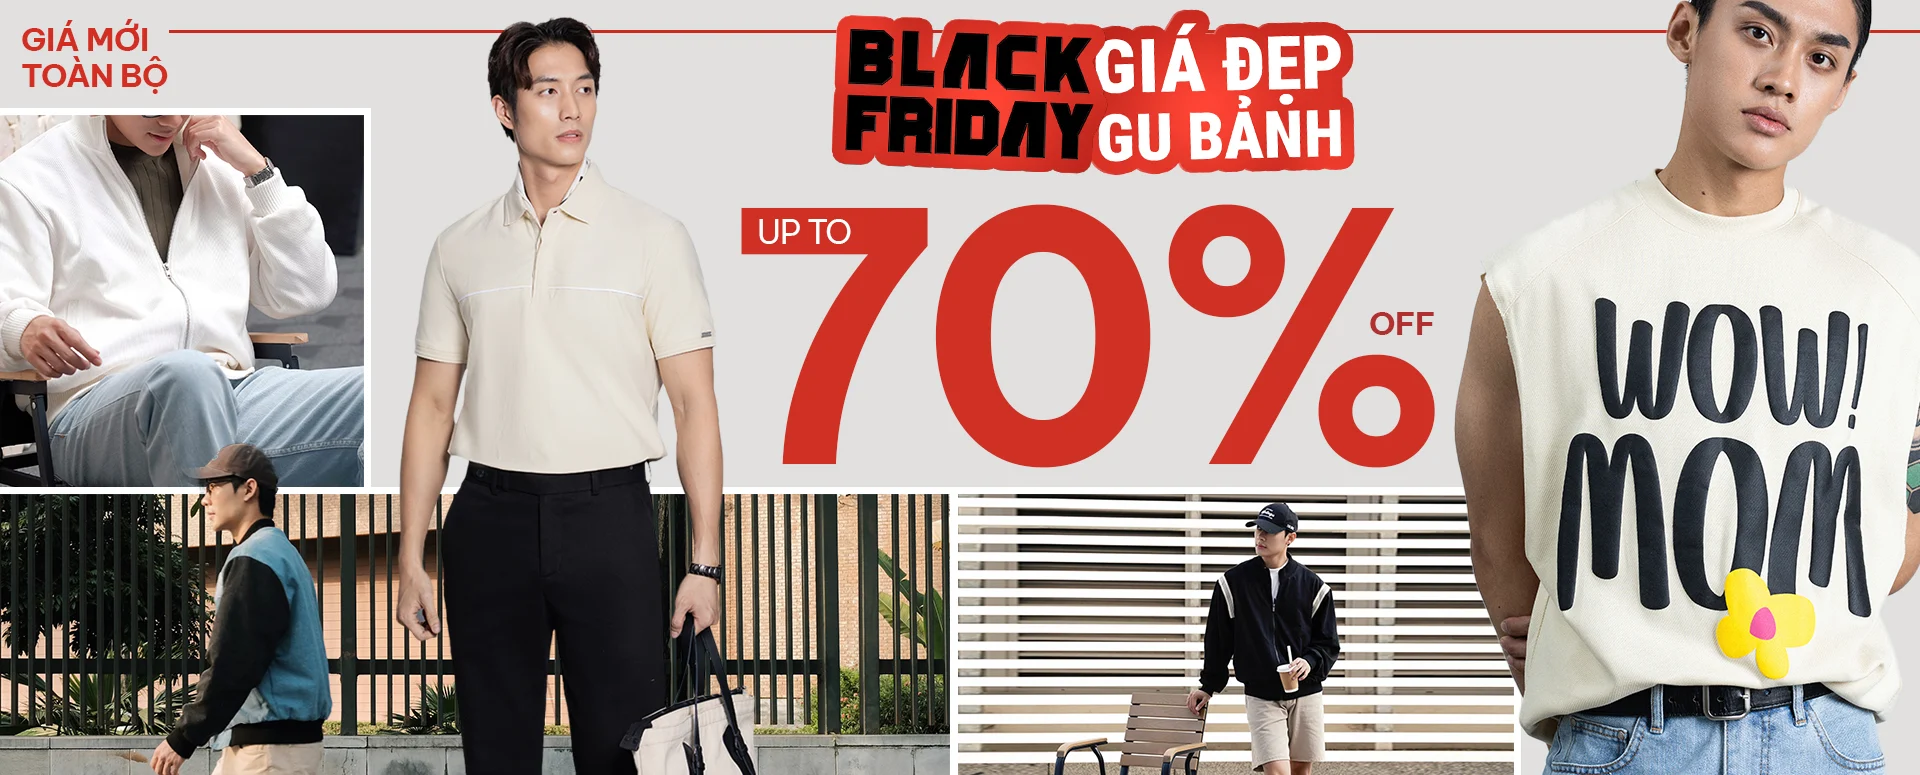 GIÁ MỚI
TOÀN BỘ
BLACK GIÁ ĐẸP
FRIDAY GU BẢNH
UP TO
70%
OFF
WOW!
MOM